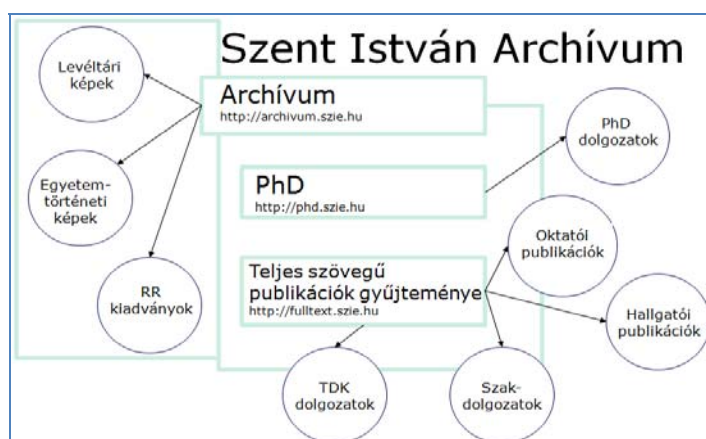 Szent István Archívum
Levéltári
képek
Archívum
http://archivum.szie.hu
PhD
dolgozatok
Egyetem-
történeti
képek
PhD
http://phd.szie.hu
Oktatói
publikációk
RR
kiadványok
Teljes szövegű
publikációk gyűjteménye
http://fulltext.szie.hu
Hallgatói
publikációk
TDK
dolgozatok
Szak-
dolgozatok